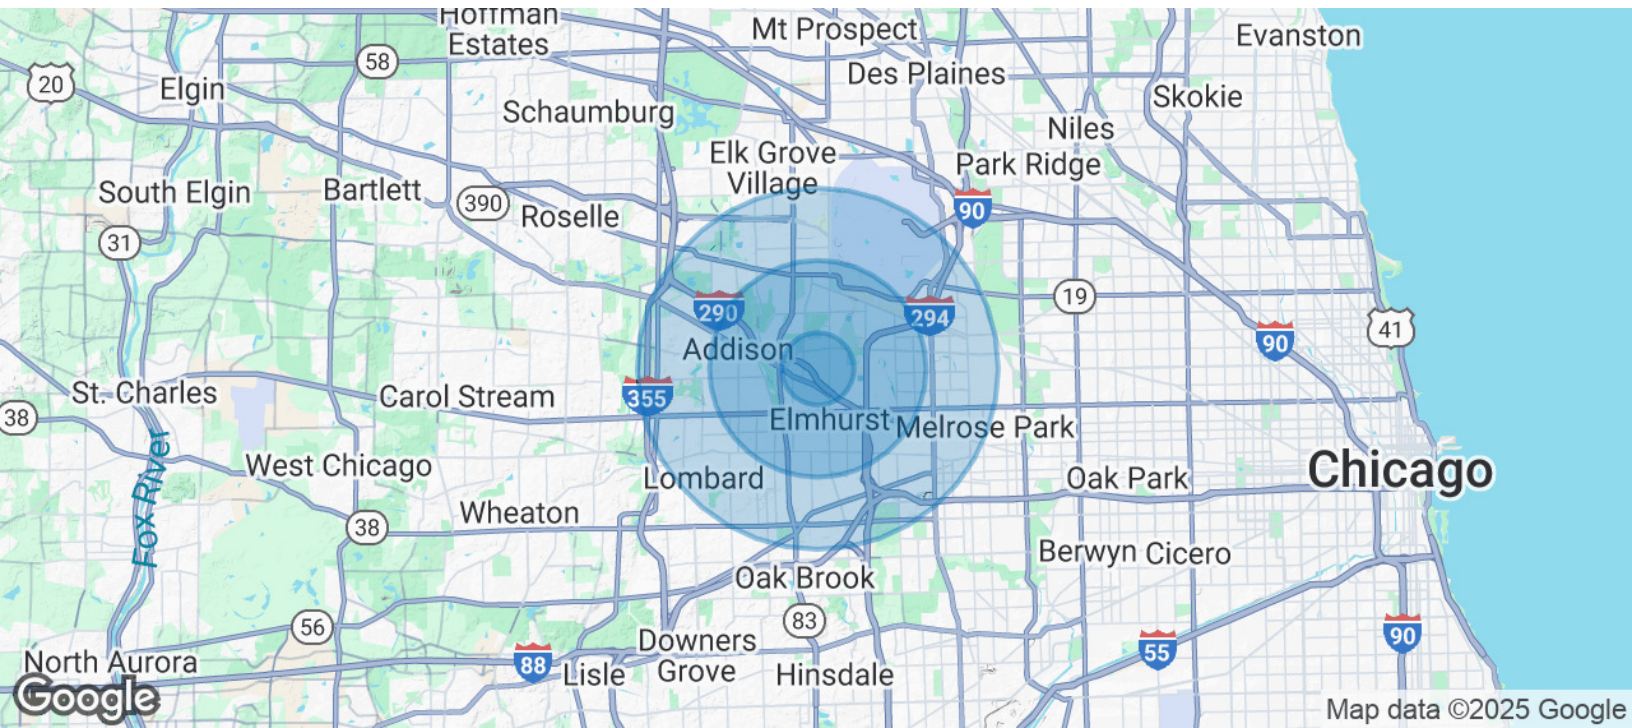 Hoffman
Estates
Mt Prospect
Evanston
58
20
Elgin
Des Plaines
Skokie
Schaumburg
Niles
Elk Grove
Village
Park Ridge
South Elgin
Bartlett
390
Roselle
90
31
19
290
294
41
90
Addison
355
St. Charles
Carol Stream
38
Elmhurst
Melrose Park
West Chicago
Lombard
Oak Park
Chicago
Fox River
Wheaton
38
Berwyn
Cicero
Oak Brook
83
56
90
Downers
Grove
55
North Aurora
88
Lisle
Hinsdale
Google
Map data ©2025 Google